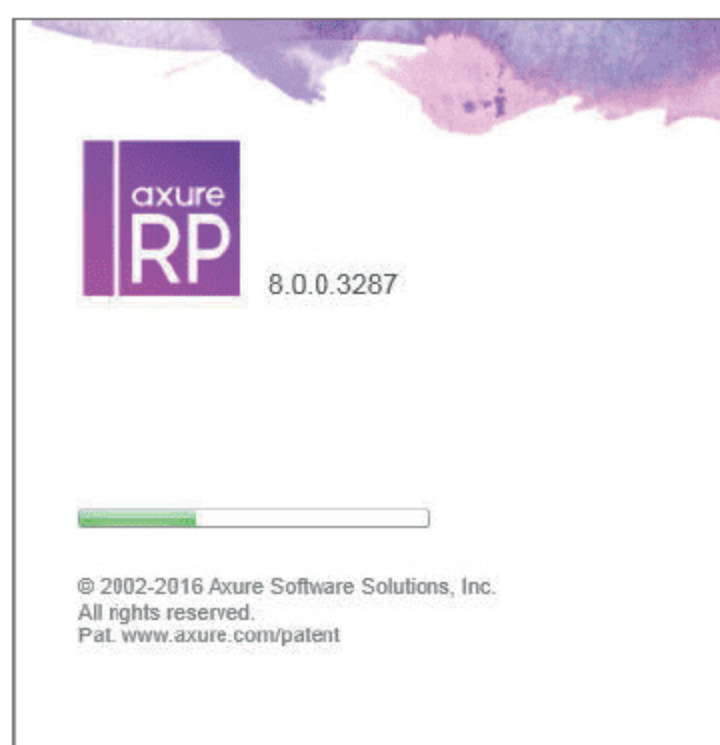 axure
RP
8.0.0.3287
© 2002-2016 Axure Software Solutions, Inc.
All rights reserved.
Pat. www.axure.com/patent